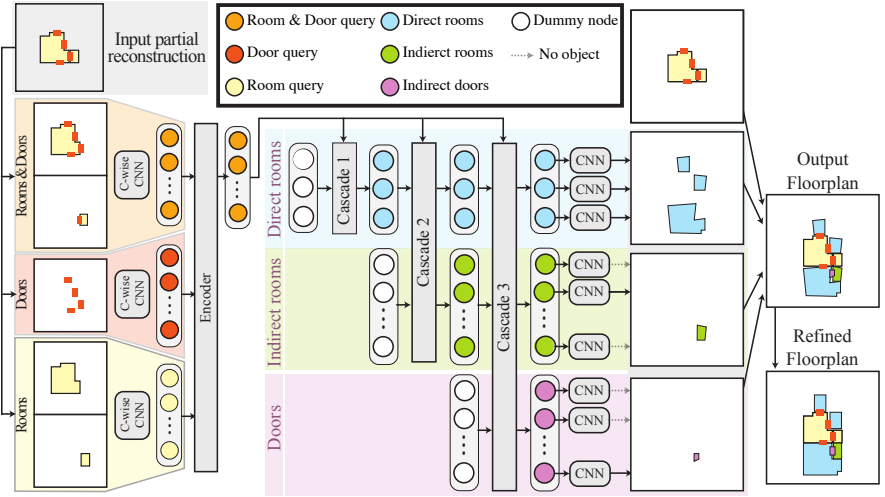 Input partial
reconstruction
Room & Door query
Direct rooms
Dummy node
Door query
Indierct rooms
No object
Room query
Indirect doors
Rooms & Doors
C-wise
CNN
Doors
C-wise
CNN
Rooms
C-wise
CNN
Encoder
Direct rooms
Cascade 1
Cascade 2
Cascade 3
CNN
CNN
CNN
Indirect rooms
CNN
CNN
CNN
Doors
CNN
CNN
CNN
Output
Floorplan
Refined
Floorplan